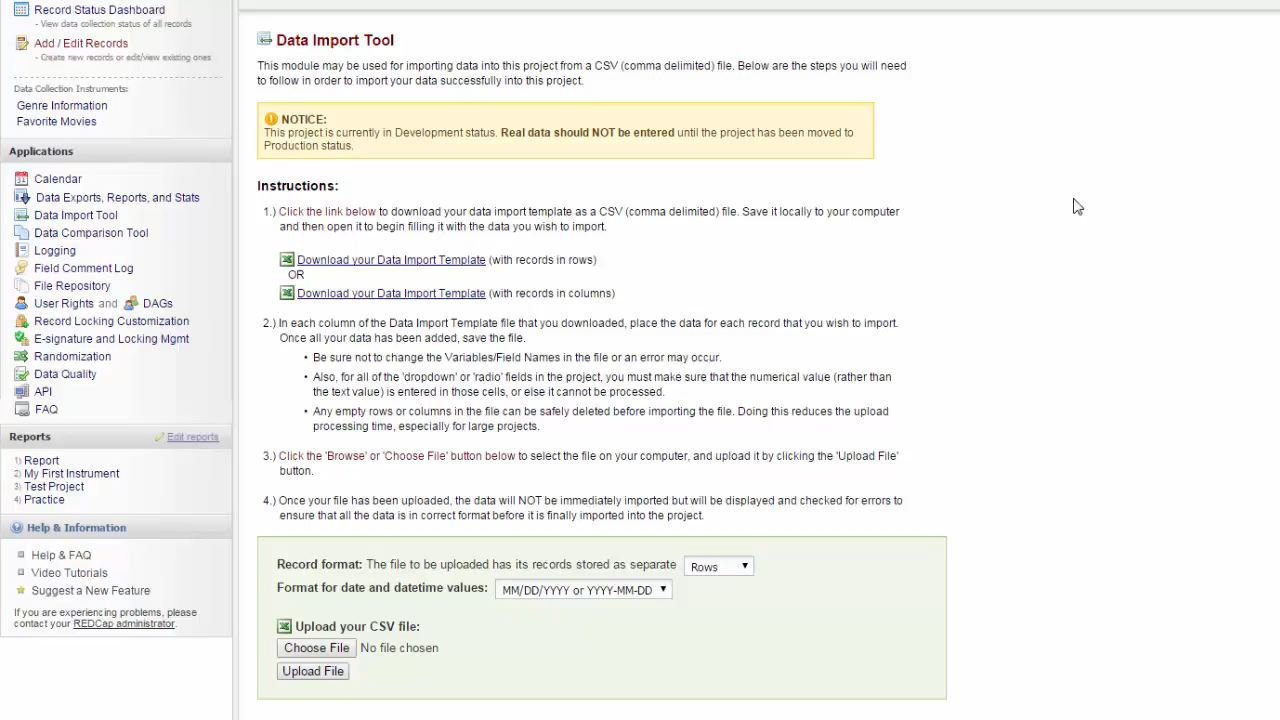 Record Status Dashboard
- View data collection status of all records
Add / Edit Records
- Create new records or edit/view existing ones
Data Collection Instruments:
Genre Information
Favorite Movies
Applications
Calendar
Data Exports, Reports, and Stats
Data Import Tool
Data Comparison Tool
Logging
Field Comment Log
File Repository
User Rights and DAGs
Record Locking Customization
E-signature and Locking Mgmt
Randomization
Data Quality
API
FAQ
Reports Edit reports
1) Report
2) My First Instrument
3) Test Project
4) Practice
Help & Information
Help & FAQ
Video Tutorials
Suggest a New Feature
If you are experiencing problems, please
contact your REDCap administrator.
Data Import Tool
This module may be used for importing data into this project from a CSV (comma delimited) file. Below are the steps you will need
to follow in order to import your data successfully into this project.
NOTICE:
This project is currently in Development status. Real data should NOT be entered until the project has been moved to
Production status.
Instructions:
1.) Click the link below to download your data import template as a CSV (comma delimited) file. Save it locally to your computer
and then open it to begin filling it with the data you wish to import.
Download your Data Import Template (with records in rows)
OR
Download your Data Import Template (with records in columns)
2.) In each column of the Data Import Template file that you downloaded, place the data for each record that you wish to import.
Once all your data has been added, save the file.
• Be sure not to change the Variables/Field Names in the file or an error may occur.
• Also, for all of the 'dropdown' or 'radio' fields in the project, you must make sure that the numerical value (rather than
the text value) is entered in those cells, or else it cannot be processed.
• Any empty rows or columns in the file can be safely deleted before importing the file. Doing this reduces the upload
processing time, especially for large projects.
3.) Click the 'Browse' or 'Choose File' button below to select the file on your computer, and upload it by clicking the 'Upload File'
button.
4.) Once your file has been uploaded, the data will NOT be immediately imported but will be displayed and checked for errors to
ensure that all the data is in correct format before it is finally imported into the project.
Record format: The file to be uploaded has its records stored as separate Rows
Format for date and datetime values: MM/DD/YYYY or YYYY-MM-DD
Upload your CSV file:
Choose File No file chosen
Upload File